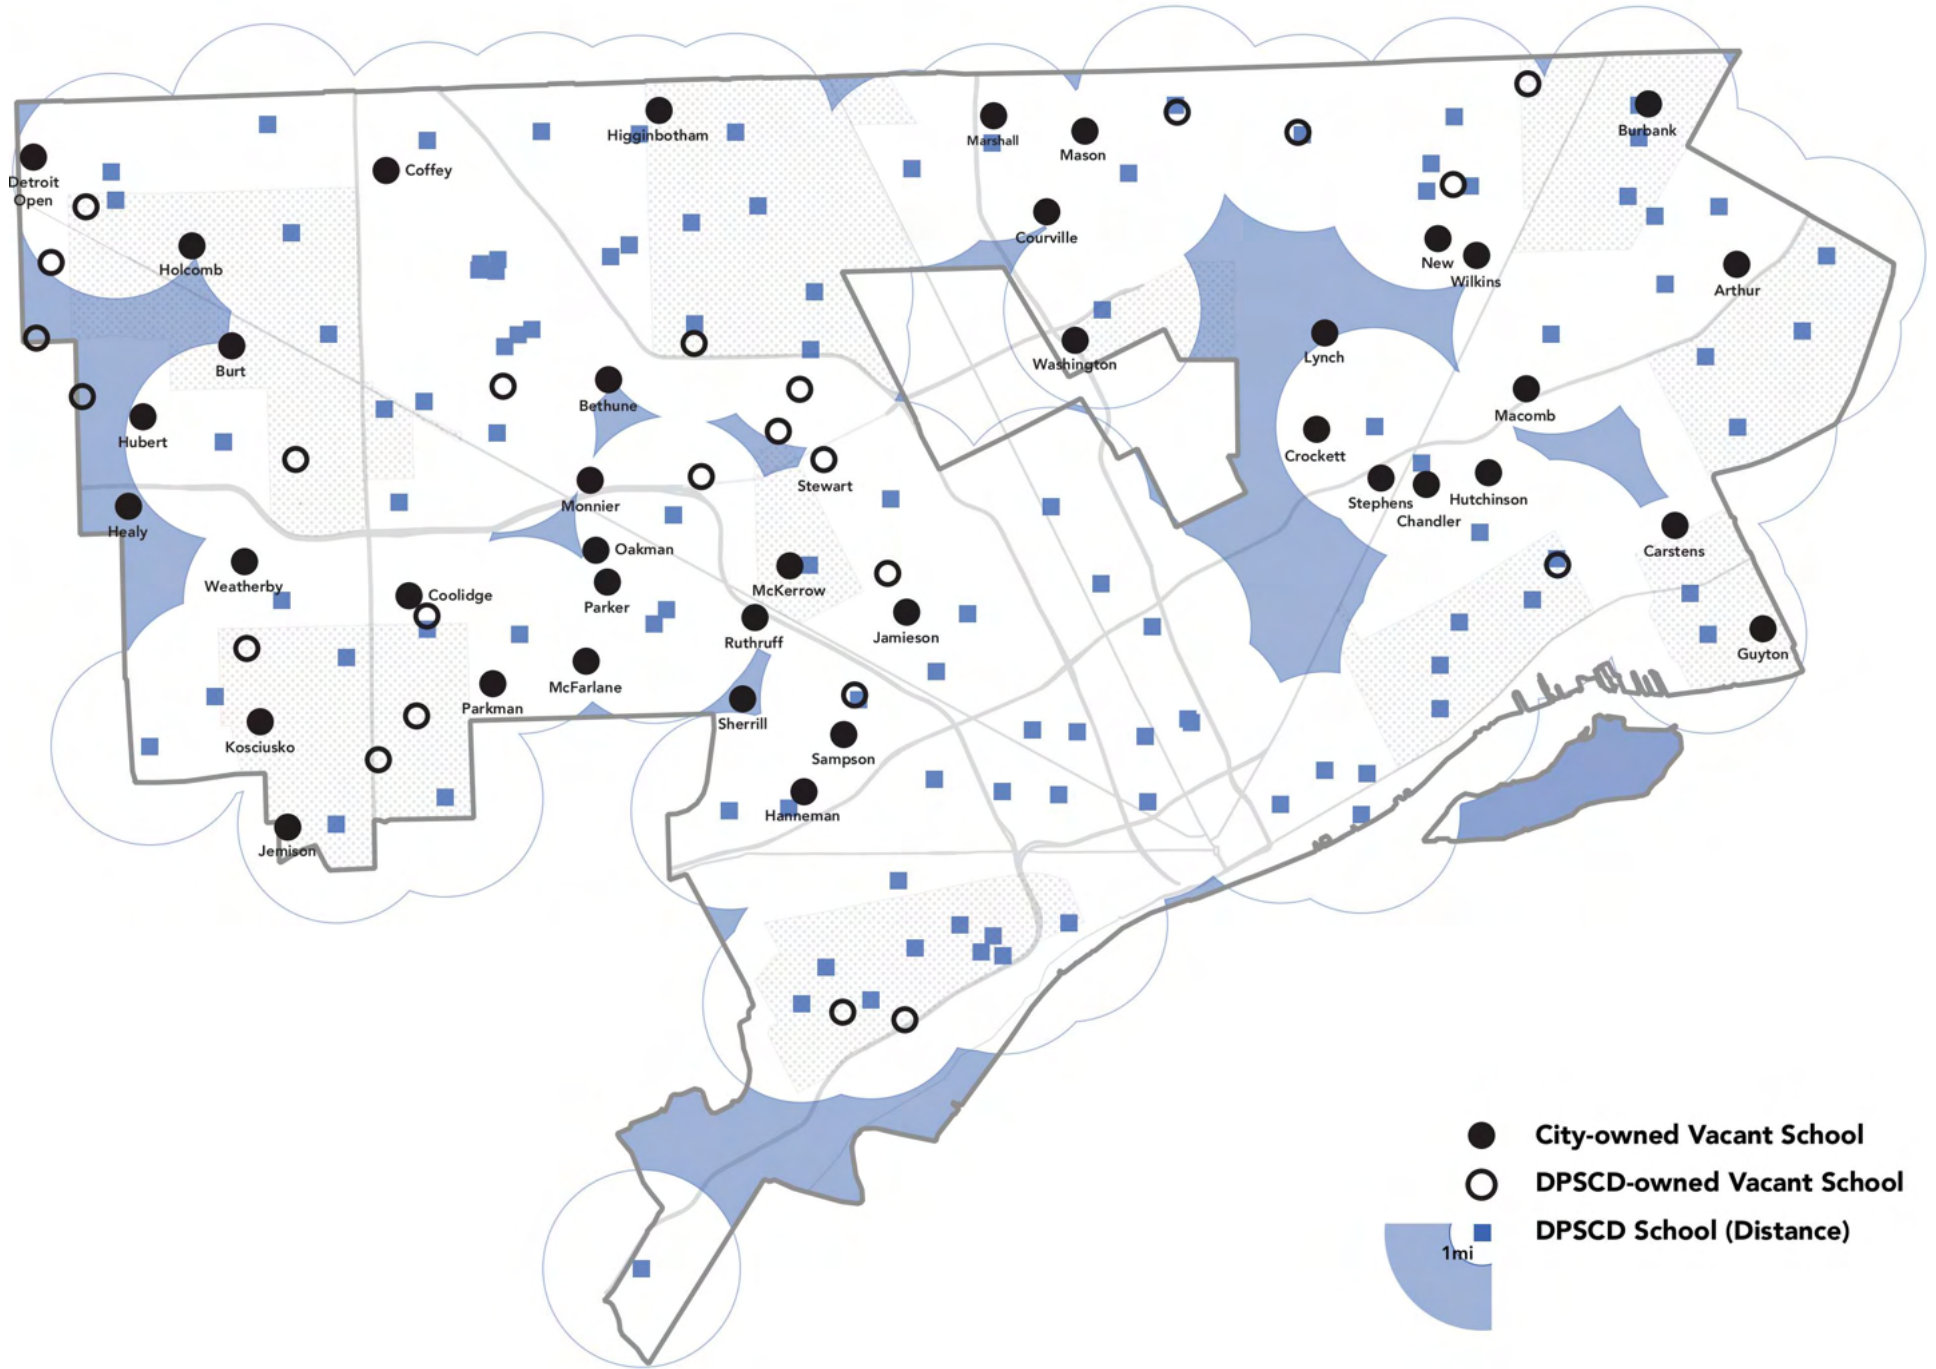 Higginbotham
Marshall
Mason
Burbank
Detroit
Open
Coffey
Holcomb
Courville
New
Wilkins
Arthur
Burt
Washington
Lynch
Bethune
Macomb
Hubert
Crockett
Stewart
Monnier
Stephens
Hutchinson
Chandler
Healy
Oakman
Carstens
Weatherby
Coolidge
Parker
McKerrow
Ruthruff
Jamieson
Guyton
McFarlane
Parkman
Sherrill
Kosciusko
Sampson
Hanneman
Jemison
City-owned Vacant School
DPSCD-owned Vacant School
DPSCD School (Distance)
1mi